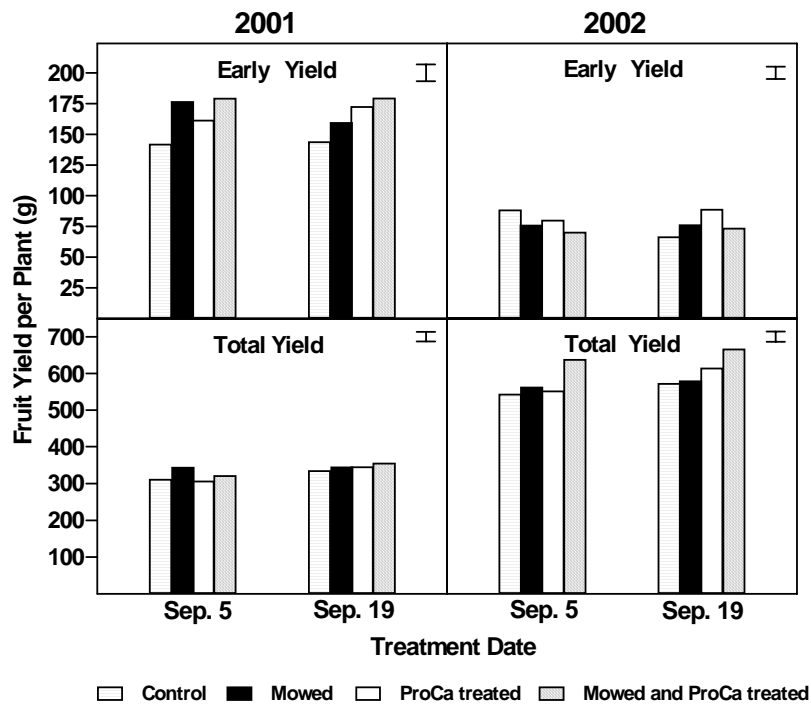 2001 2002
Early Yield Early Yield
200
175
150
125
100
75
50
25
Fruit Yield per Plant (g)
Total Yield Total Yield
700
600
500
400
300
200
100
Sep. 5 Sep. 19 Sep. 5 Sep. 19
Treatment Date
Control Mowed ProCa treated Mowed and ProCa treated